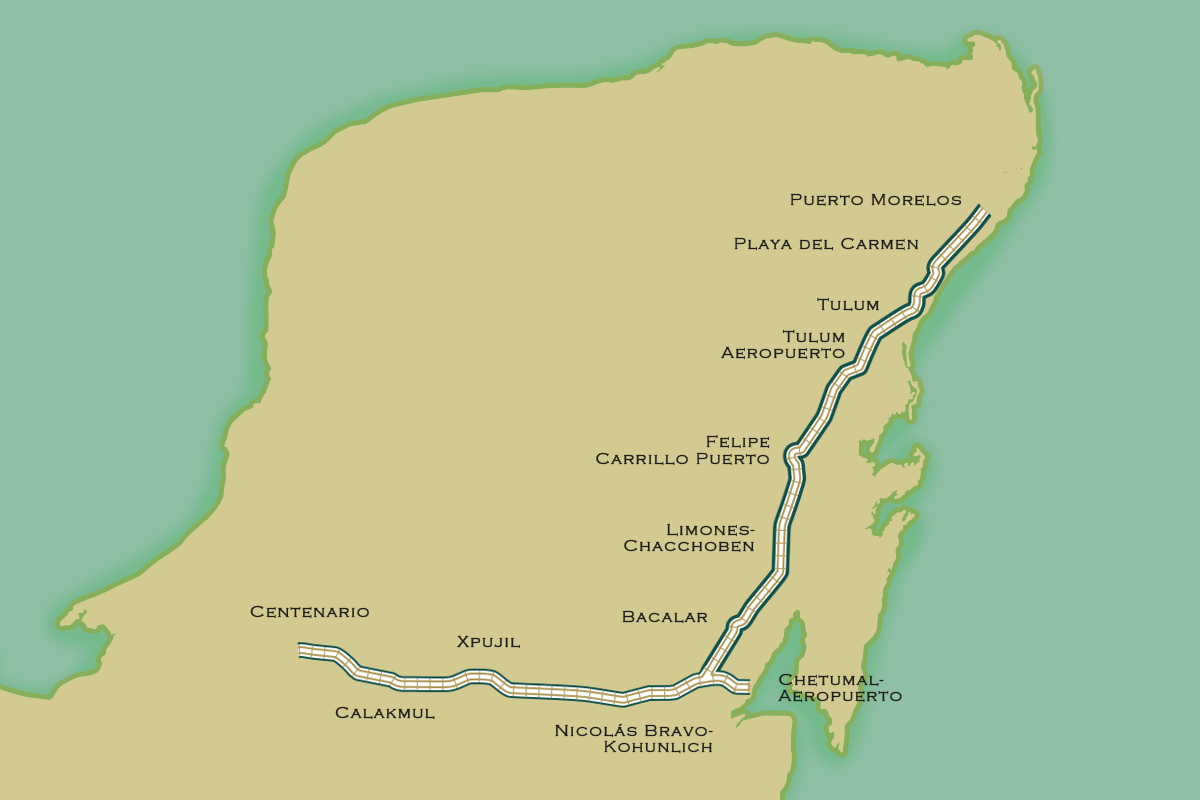 Puerto Morelos
Playa del Carmen
Tulum
Tulum
Aeropuerto
Felipe
Carrillo Puerto
Limones-
Chacchoben
Centenario
Bacalar
Xpujil
Chetumal-
Aeropuerto
Calakmul
Nicolás Bravo-
Kohunlich